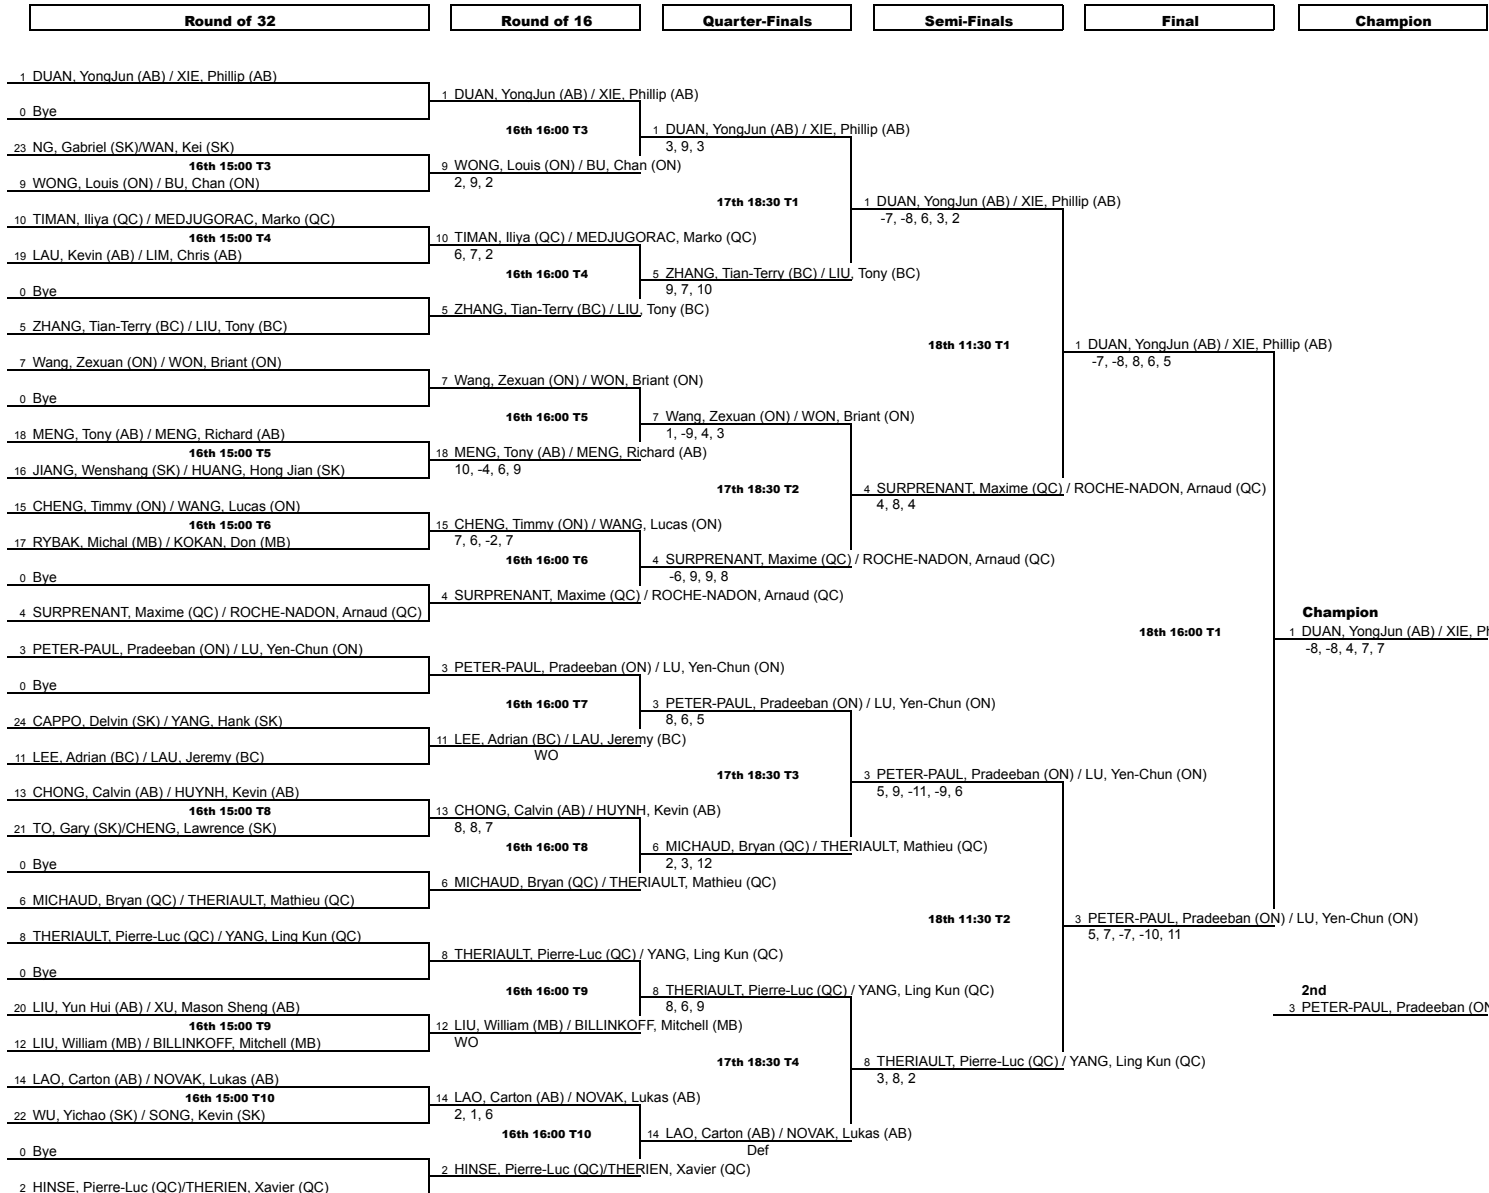 Round of 32
Round of 16
Quarter-Finals
Semi-Finals
Final
Champion
1 DUAN, YongJun (AB) / XIE, Phillip (AB)
0 Bye
23 NG, Gabriel (SK)/WAN, Kei (SK)
16th 15:00 T3
9 WONG, Louis (ON) / BU, Chan (ON)
10 TIMAN, Iliya (QC) / MEDJUGORAC, Marko (QC)
16th 15:00 T4
19 LAU, Kevin (AB) / LIM, Chris (AB)
0 Bye
5 ZHANG, Tian-Terry (BC) / LIU, Tony (BC)
7 Wang, Zexuan (ON) / WON, Briant (ON)
0 Bye
18 MENG, Tony (AB) / MENG, Richard (AB)
16th 15:00 T5
16 JIANG, Wenshang (SK) / HUANG, Hong Jian (SK)
15 CHENG, Timmy (ON) / WANG, Lucas (ON)
16th 15:00 T6
17 RYBAK, Michal (MB) / KOKAN, Don (MB)
0 Bye
4 SURPRENANT, Maxime (QC) / ROCHE-NADON, Arnaud (QC)
3 PETER-PAUL, Pradeeban (ON) / LU, Yen-Chun (ON)
0 Bye
24 CAPPO, Delvin (SK) / YANG, Hank (SK)
11 LEE, Adrian (BC) / LAU, Jeremy (BC)
13 CHONG, Calvin (AB) / HUYNH, Kevin (AB)
16th 15:00 T8
21 TO, Gary (SK)/CHENG, Lawrence (SK)
0 Bye
6 MICHAUD, Bryan (QC) / THERIAULT, Mathieu (QC)
8 THERIAULT, Pierre-Luc (QC) / YANG, Ling Kun (QC)
0 Bye
20 LIU, Yun Hui (AB) / XU, Mason Sheng (AB)
16th 15:00 T9
12 LIU, William (MB) / BILLINKOFF, Mitchell (MB)
14 LAO, Carton (AB) / NOVAK, Lukas (AB)
16th 15:00 T10
22 WU, Yichao (SK) / SONG, Kevin (SK)
0 Bye
2 HINSE, Pierre-Luc (QC)/THERIEN, Xavier (QC)
1 DUAN, YongJun (AB) / XIE, Phillip (AB)
16th 16:00 T3
9 WONG, Louis (ON) / BU, Chan (ON)
2, 9, 2
10 TIMAN, Iliya (QC) / MEDJUGORAC, Marko (QC)
6, 7, 2
16th 16:00 T4
5 ZHANG, Tian-Terry (BC) / LIU, Tony (BC)
7 Wang, Zexuan (ON) / WON, Briant (ON)
16th 16:00 T5
18 MENG, Tony (AB) / MENG, Richard (AB)
10, -4, 6, 9
15 CHENG, Timmy (ON) / WANG, Lucas (ON)
7, 6, -2, 7
16th 16:00 T6
4 SURPRENANT, Maxime (QC) / ROCHE-NADON, Arnaud (QC)
3 PETER-PAUL, Pradeeban (ON) / LU, Yen-Chun (ON)
16th 16:00 T7
11 LEE, Adrian (BC) / LAU, Jeremy (BC)
WO
13 CHONG, Calvin (AB) / HUYNH, Kevin (AB)
8, 8, 7
16th 16:00 T8
6 MICHAUD, Bryan (QC) / THERIAULT, Mathieu (QC)
8 THERIAULT, Pierre-Luc (QC) / YANG, Ling Kun (QC)
16th 16:00 T9
12 LIU, William (MB) / BILLINKOFF, Mitchell (MB)
WO
14 LAO, Carton (AB) / NOVAK, Lukas (AB)
2, 1, 6
16th 16:00 T10
2 HINSE, Pierre-Luc (QC)/THERIEN, Xavier (QC)
1 DUAN, YongJun (AB) / XIE, Phillip (AB)
3, 9, 3
17th 18:30 T1
5 ZHANG, Tian-Terry (BC) / LIU, Tony (BC)
9, 7, 10
7 Wang, Zexuan (ON) / WON, Briant (ON)
1, -9, 4, 3
17th 18:30 T2
4 SURPRENANT, Maxime (QC) / ROCHE-NADON, Arnaud (QC)
-6, 9, 9, 8
3 PETER-PAUL, Pradeeban (ON) / LU, Yen-Chun (ON)
8, 6, 5
17th 18:30 T3
6 MICHAUD, Bryan (QC) / THERIAULT, Mathieu (QC)
2, 3, 12
8 THERIAULT, Pierre-Luc (QC) / YANG, Ling Kun (QC)
8, 6, 9
17th 18:30 T4
14 LAO, Carton (AB) / NOVAK, Lukas (AB)
Def
1 DUAN, YongJun (AB) / XIE, Phillip (AB)
-7, -8, 6, 3, 2
18th 11:30 T1
4 SURPRENANT, Maxime (QC) / ROCHE-NADON, Arnaud (QC)
4, 8, 4
3 PETER-PAUL, Pradeeban (ON) / LU, Yen-Chun (ON)
5, 9, -11, -9, 6
18th 11:30 T2
8 THERIAULT, Pierre-Luc (QC) / YANG, Ling Kun (QC)
3, 8, 2
1 DUAN, YongJun (AB) / XIE, Phillip (AB)
-7, -8, 8, 6, 5
18th 16:00 T1
3 PETER-PAUL, Pradeeban (ON) / LU, Yen-Chun (ON)
5, 7, -7, -10, 11
Champion
1 DUAN, YongJun (AB) / XIE, P
-8, -8, 4, 7, 7
2nd
3 PETER-PAUL, Pradeeban (O